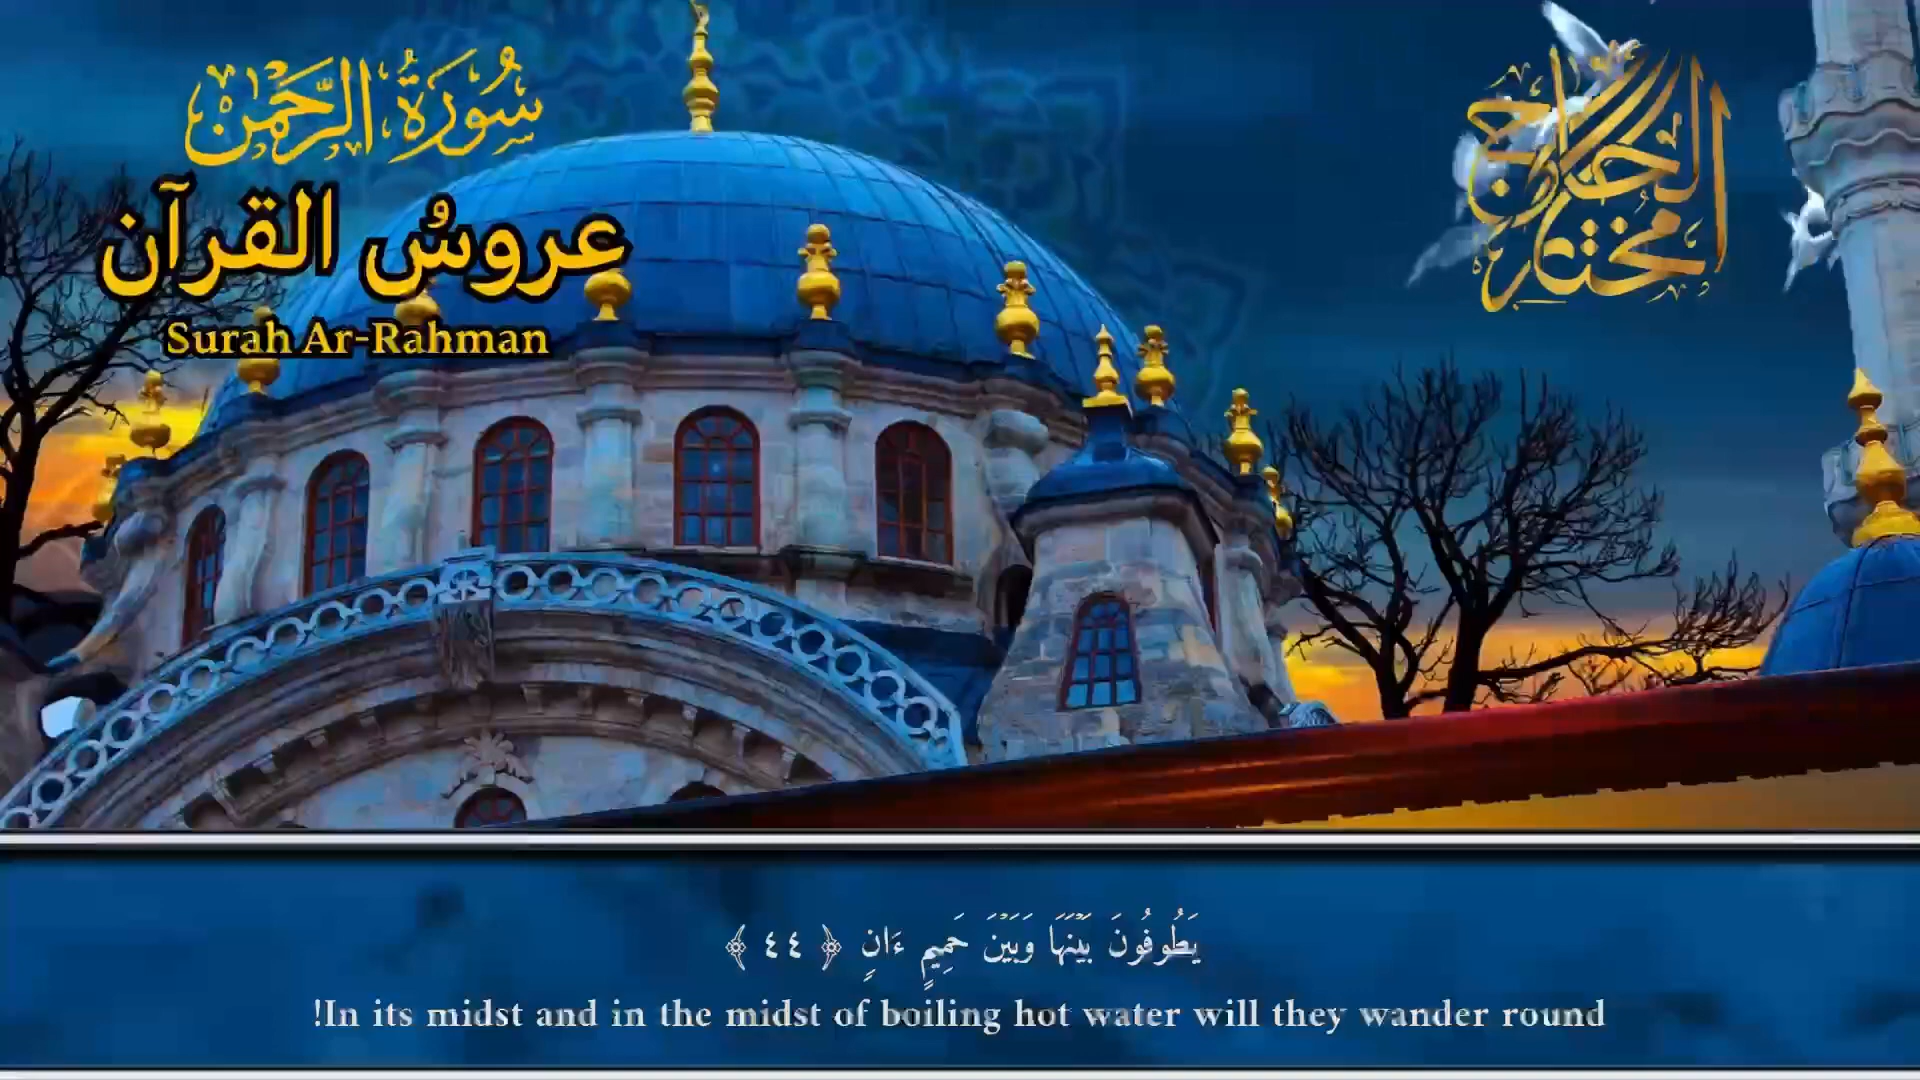 سُورَةُ الرَّحْمٰن
عروسُ القرآن
Surah Ar-Rahman
الحاج
مختار
يَطُوفُونَ بَيْنَهَا وَبَيْنَ حَمِيمٍ ءَانٍ ﴿٤٤﴾
!In its midst and in the midst of boiling hot water will they wander round